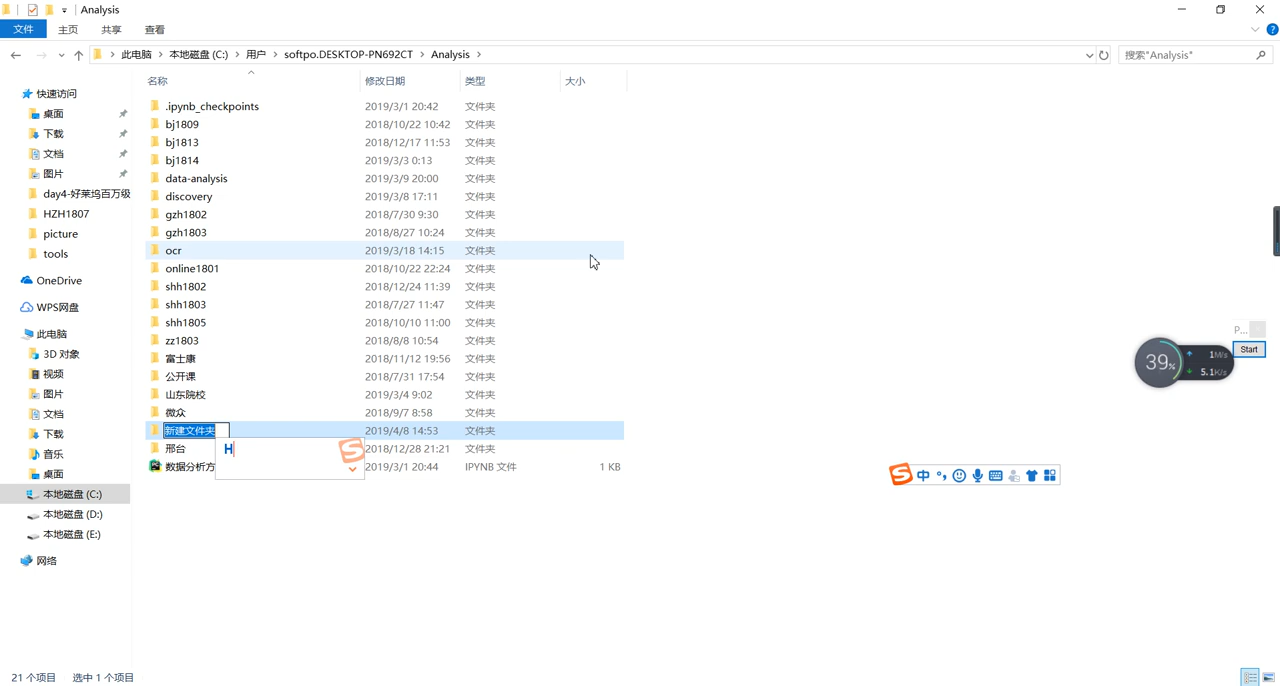 Analysis
文件 主页 共享 查看
此电脑 本地磁盘 (C:) 用户 softpo.DESKTOP-PN692CT Analysis 搜索"Analysis"
快速访问
桌面
下载
文档
图片
day4-好莱坞百万级
HZH1807
picture
tools
OneDrive
WPS网盘
此电脑
3D 对象
视频
图片
文档
下载
音乐
桌面
本地磁盘 (C:)
本地磁盘 (D:)
本地磁盘 (E:)
网络
名称 修改日期 类型 大小
.ipynb_checkpoints 2019/3/1 20:42 文件夹
bj1809 2018/10/22 10:42 文件夹
bj1813 2018/12/17 11:53 文件夹
bj1814 2019/3/3 0:13 文件夹
data-analysis 2019/3/9 20:00 文件夹
discovery 2019/3/8 17:11 文件夹
gzh1802 2018/7/30 9:30 文件夹
gzh1803 2018/8/27 10:24 文件夹
ocr 2019/3/18 14:15 文件夹
online1801 2018/10/22 22:24 文件夹
shh1802 2018/12/24 11:39 文件夹
shh1803 2018/7/27 11:47 文件夹
shh1805 2018/10/10 11:00 文件夹
zz1803 2018/8/8 10:54 文件夹
富士康 2018/11/12 19:56 文件夹
公开课 2018/7/31 17:54 文件夹
山东院校 2019/3/4 9:02 文件夹
微众 2018/9/7 8:58 文件夹
新建文件夹 2019/4/8 14:53 文件夹
邢台 2018/12/28 21:21 文件夹
数据分析方 2019/3/1 20:44 IPYNB 文件 1 KB
H
中
P...
Start
39%
1M/s
5.1K/s
21 个项目 选中 1 个项目